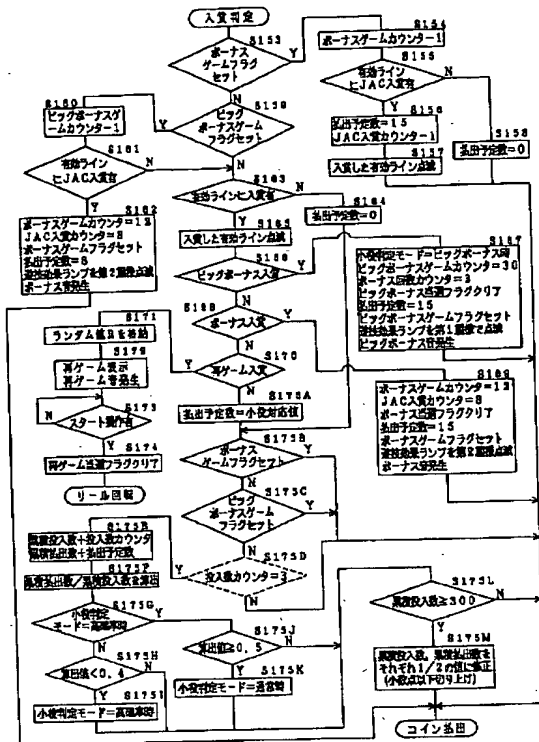 入賞判定
S153
ボーナス
ゲームフラグ
セット
Y
N
S154
ボーナスゲームカウンター1
S155
有効ライン
にJAC入賞有
N
Y
S156
払出予定数=15
JAC入賞カウンター1
S157
入賞した有効ライン点滅
S158
払出予定数=0
S159
ビッグ
ボーナスゲーム
フラグセット
Y
N
S160
ビッグボーナスゲ
ームカウンター1
S161
有効ライン
にJAC入賞有
N
Y
S162
ボーナスゲームカウンター=12
JAC入賞カウンター=8
ボーナスゲームフラグセット
払出予定数=
遊技効果ランプを第2態様点滅
ボーナス音発生
S163
有効ラインに入賞有
N
Y
S164
払出予定数=0
S165
入賞した有効ライン点滅
S166
ビッグボーナス入賞
Y
N
S167
小役判定モード=ビッグボーナス時
ビッグボーナスゲームカウンター=30
ボーナス回数カウンター=3
ビッグボーナス当選フラグクリア
払出予定数=15
ビッグボーナスゲームフラグセット
遊技効果ランプを第1態様で点滅
ビッグボーナス音発生
S168
ボーナス入賞
Y
N
S169
ボーナスゲームカウンター=12
JAC入賞カウンター=8
ボーナス当選フラグクリア
払出予定数=15
ボーナスゲームフラグセット
遊技効果ランプを第2態様点滅
ボーナス音発生
S170
再ゲーム入賞
Y
N
S171
ランダム値Rを
S172
再ゲーム表示
再ゲーム音発生
S173
スタート操作有
N
Y
S174
再ゲーム当選フラグクリア
リール回転
S175A
払出予定数=小役対応値
S175B
ボーナス
ゲームフラグセット
Y
N
S175C
ビッグ
ボーナスゲーム
フラグセット
Y
N
S175D
投入数カウンタ=3
Y
N
累積投入数+投入数カウンタ
累積払出数+払出予定数
S175F
累積払出数/累積投入数を算出
S175G
小役判定
モード=高確率時
Y
N
S175H
算出値<0.4
N
Y
S175I
小役判定モード=高確率時
S175J
算出値≧0.5
N
Y
S175K
小役判定モード=通常時
S175L
累積投入数≧300
N
Y
S175M
累積投入数、累積払出数を
それぞれ1/2の値に修正
(小数点以下切り上げ)
コイン払出